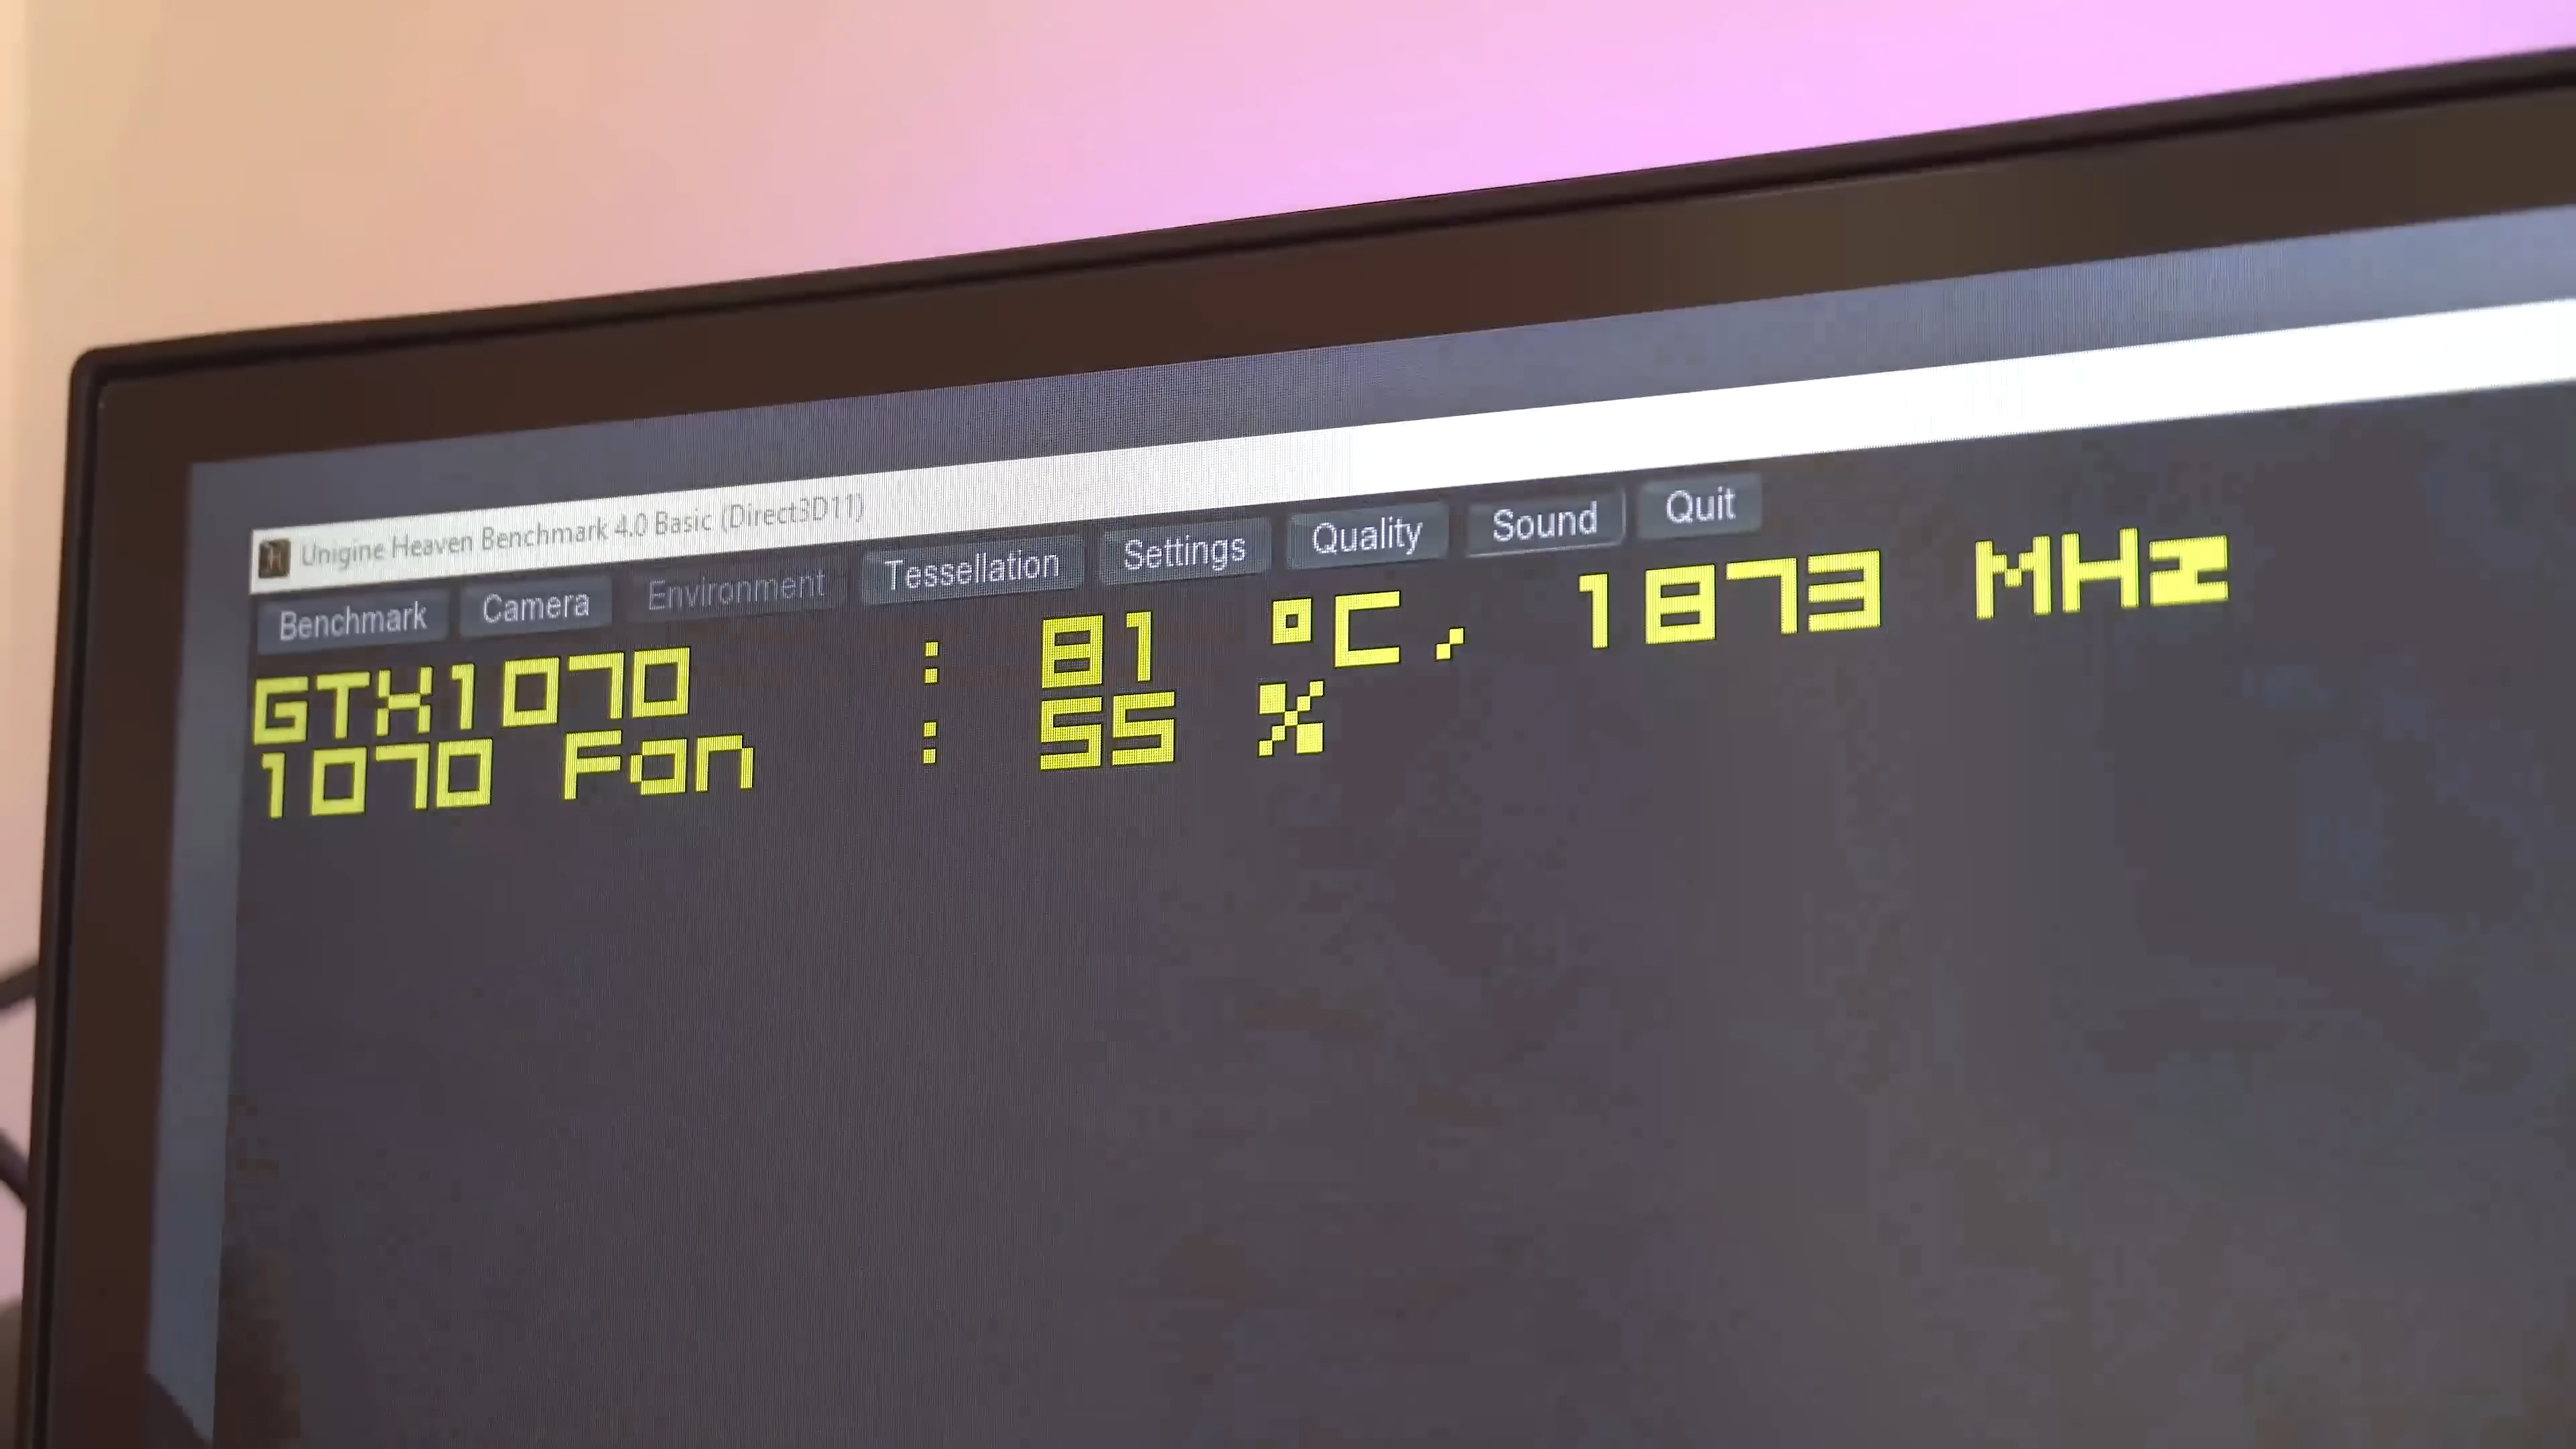 Unigine Heaven Benchmark 4.0 Basic (Direct3D11)
Benchmark Camera Environment Tessellation Settings Quality Sound Quit
GTX1070 : 81 °C, 1873 MHz
1070 Fan : 55 %